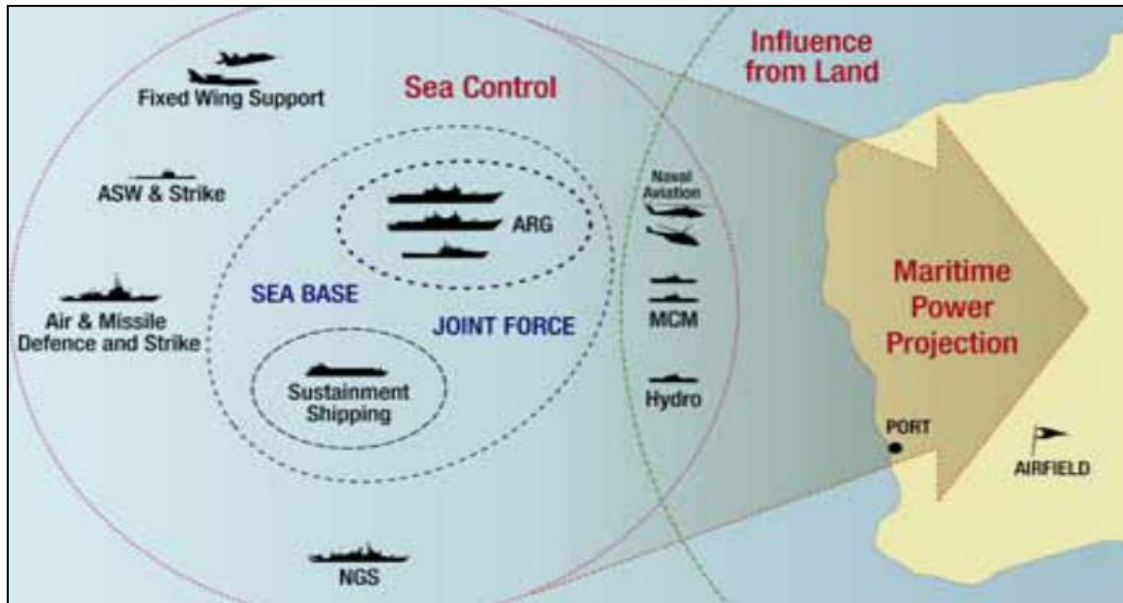 Influence
from Land
Fixed Wing Support
Sea Control
Naval
Aviation
ASW & Strike
ARG
SEA BASE
JOINT FORCE
MCM
Maritime
Power
Projection
Air & Missile
Defence and Strike
Sustainment
Shipping
Hydro
PORT
AIRFIELD
NGS